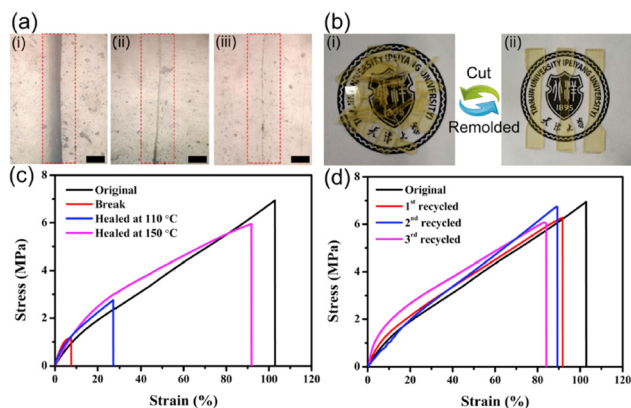 (a)
(i)
(ii)
(iii)
(b)
(i)
Cut
Remolded
(ii)
TIANJIN UNIVERSITY (PEIYANG UNIVERSITY)
1895
天津大学
(c)
Original
Break
Healed at 110 °C
Healed at 150 °C
Stress (MPa)
8
6
4
2
0
0 20 40 60 80 100 120
Strain (%)
(d)
Original
1st recycled
2nd recycled
3rd recycled
Stress (MPa)
8
6
4
2
0
0 20 40 60 80 100 120
Strain (%)